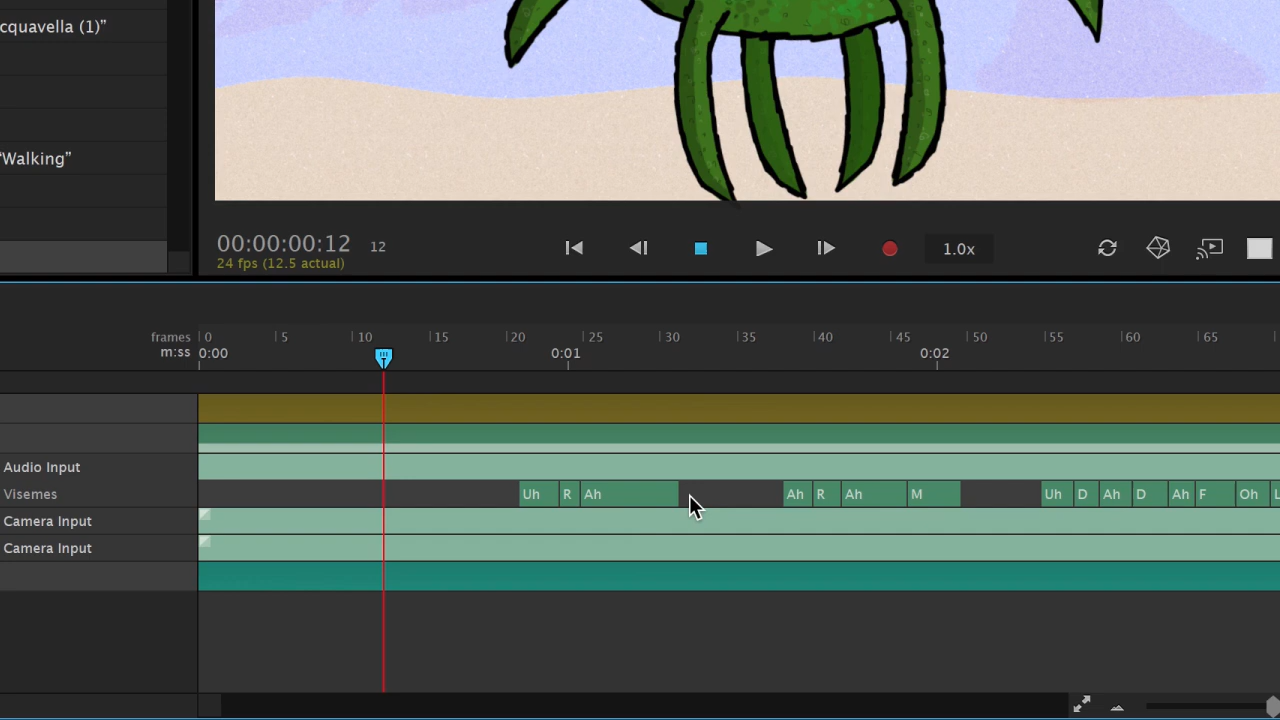 cquavella (1)”
“Walking”
00:00:00:12 12
24 fps (12.5 actual)
1.0x
frames 0 5 10 15 20 25 30 35 40 45 50 55 60 65
m:ss 0:00 0:01 0:02
Audio Input
Visemes Uh R Ah Ah R Ah M Uh D Ah D Ah F Oh L
Camera Input
Camera Input